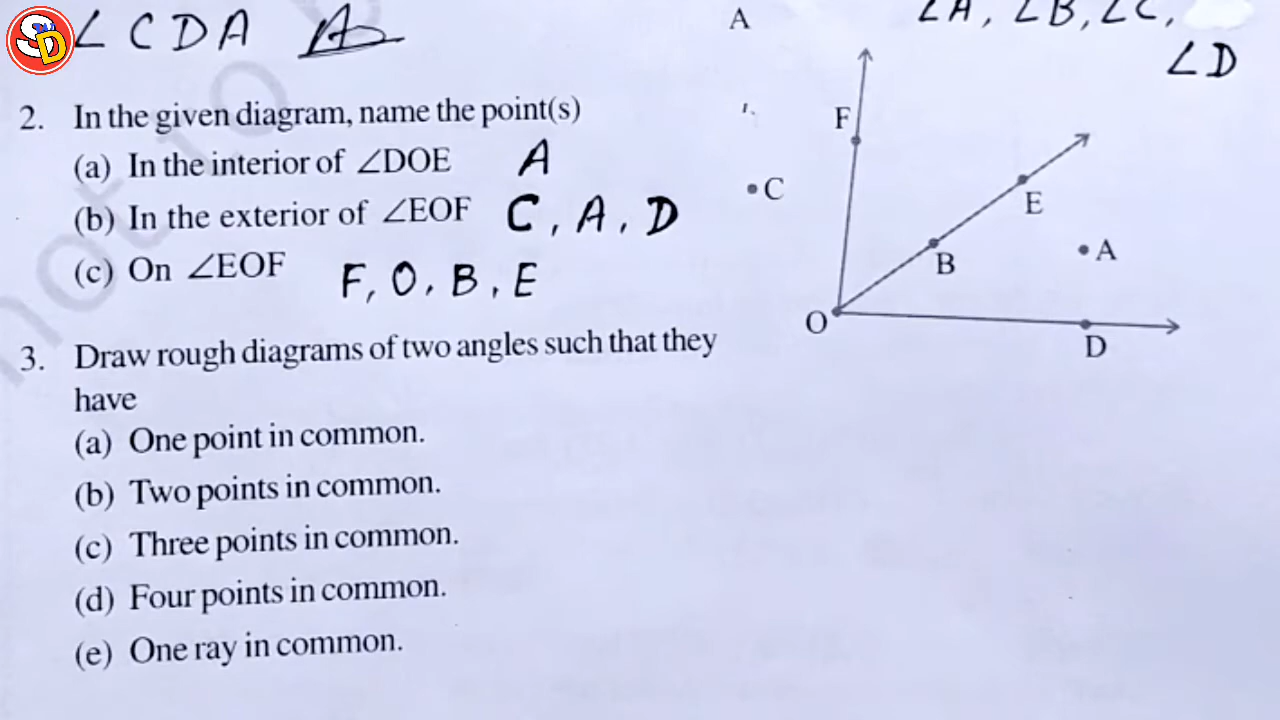 ∠CDA
A
∠A, ∠B, ∠C,
∠D
2. In the given diagram, name the point(s)
(a) In the interior of ∠DOE A
(b) In the exterior of ∠EOF C, A, D
(c) On ∠EOF F, O, B, E
F
C
E
B
A
O
D
3. Draw rough diagrams of two angles such that they
have
(a) One point in common.
(b) Two points in common.
(c) Three points in common.
(d) Four points in common.
(e) One ray in common.
not to b